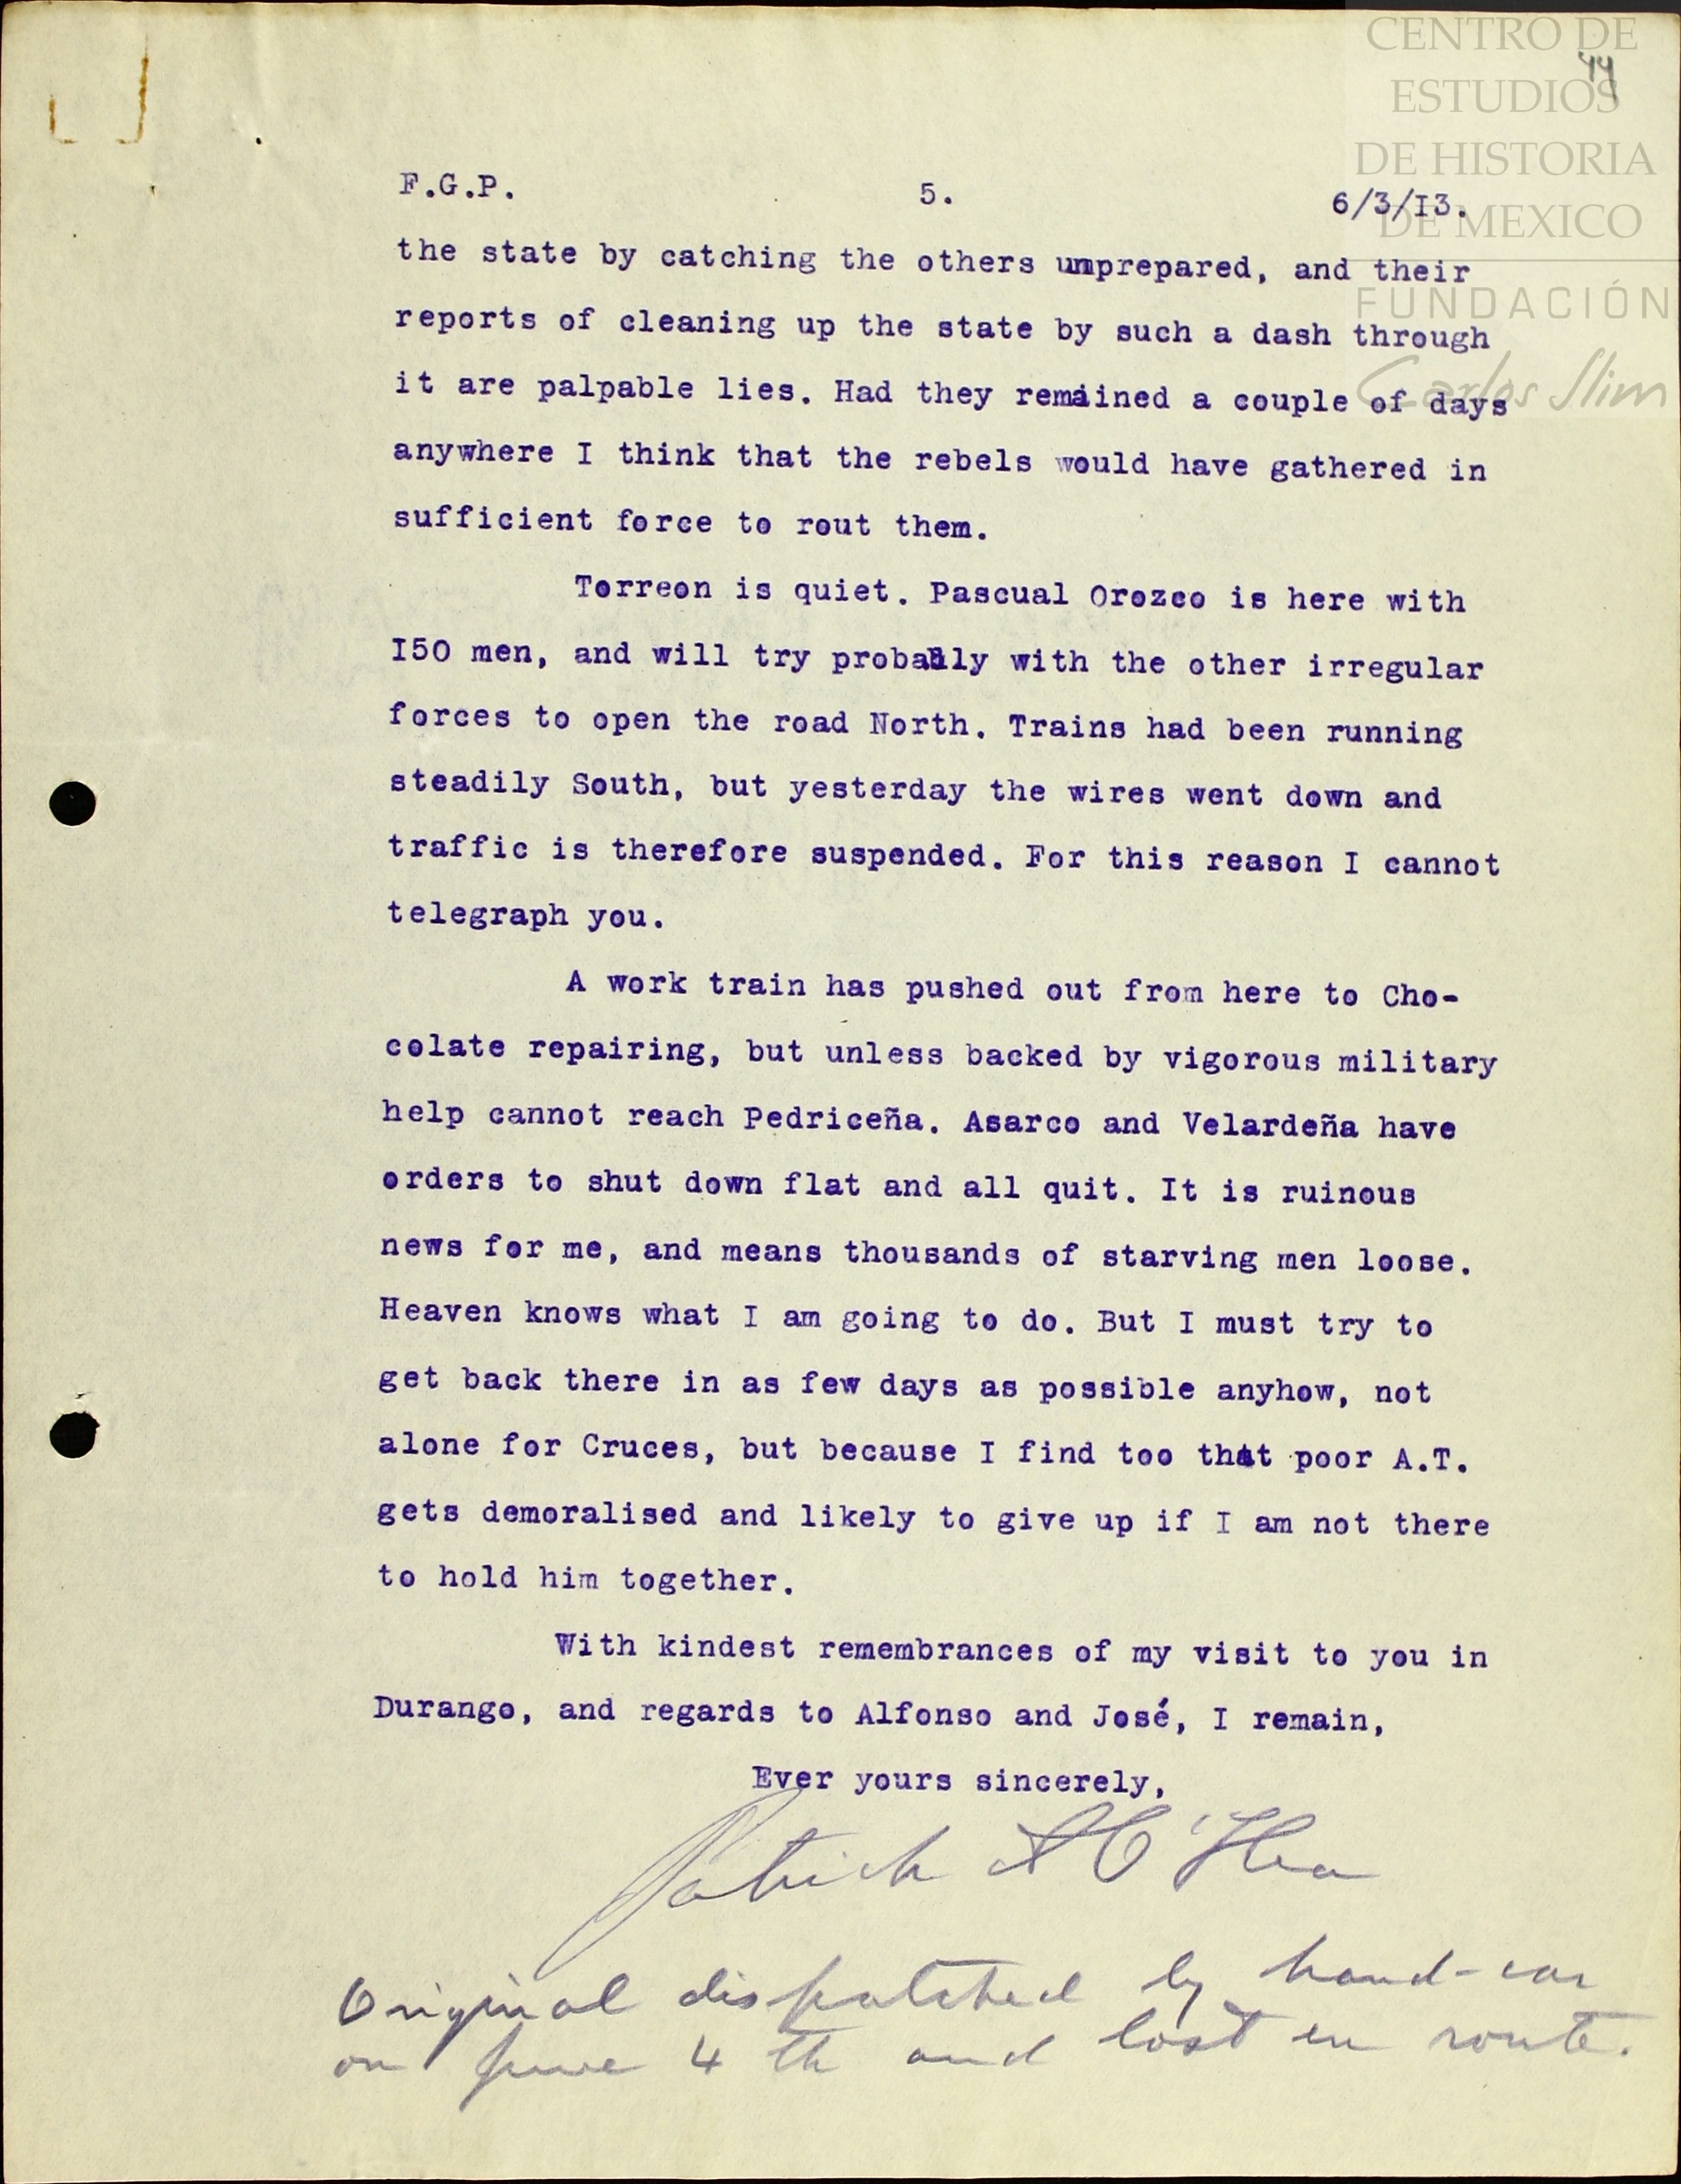 CENTRO DE
44
ESTUDIOS
DE HISTORIA
DE MEXICO
FUNDACIÓN
Carlos Slim
F.G.P. 5. 6/3/I3.
the state by catching the others unprepared, and their
reports of cleaning up the state by such a dash through
it are palpable lies. Had they remained a couple of days
anywhere I think that the rebels would have gathered in
sufficient force to rout them.
Torreon is quiet. Pascual Orozco is here with
I50 men, and will try probably with the other irregular
forces to open the road North. Trains had been running
steadily South, but yesterday the wires went down and
traffic is therefore suspended. For this reason I cannot
telegraph you.
A work train has pushed out from here to Cho-
colate repairing, but unless backed by vigorous military
help cannot reach Pedriceña. Asarco and Velardeña have
orders to shut down flat and all quit. It is ruinous
news for me, and means thousands of starving men loose.
Heaven knows what I am going to do. But I must try to
get back there in as few days as possible anyhow, not
alone for Cruces, but because I find too that poor A.T.
gets demoralised and likely to give up if I am not there
to hold him together.
With kindest remembrances of my visit to you in
Durango, and regards to Alfonso and José, I remain,
Ever yours sincerely,
Patrick A O'Hea
Original dispatched by hand-car
on June 4th and lost en route.